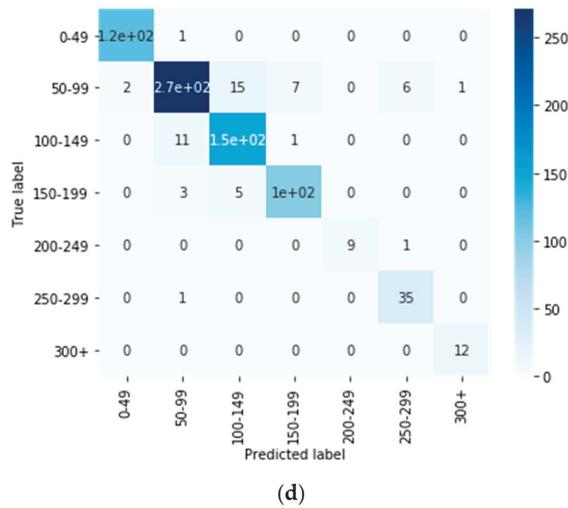 0-49 1.2e+02 1 0 0 0 0 0
50-99 2 2.7e+02 15 7 0 6 1
100-149 0 11 1.5e+02 1 0 0 0
150-199 0 3 5 1e+02 0 0 0
200-249 0 0 0 0 9 1 0
250-299 0 1 0 0 0 35 0
300+ 0 0 0 0 0 0 12
True label
0-49 50-99 100-149 150-199 200-249 250-299 300+
Predicted label
250
200
150
100
50
0
(d)